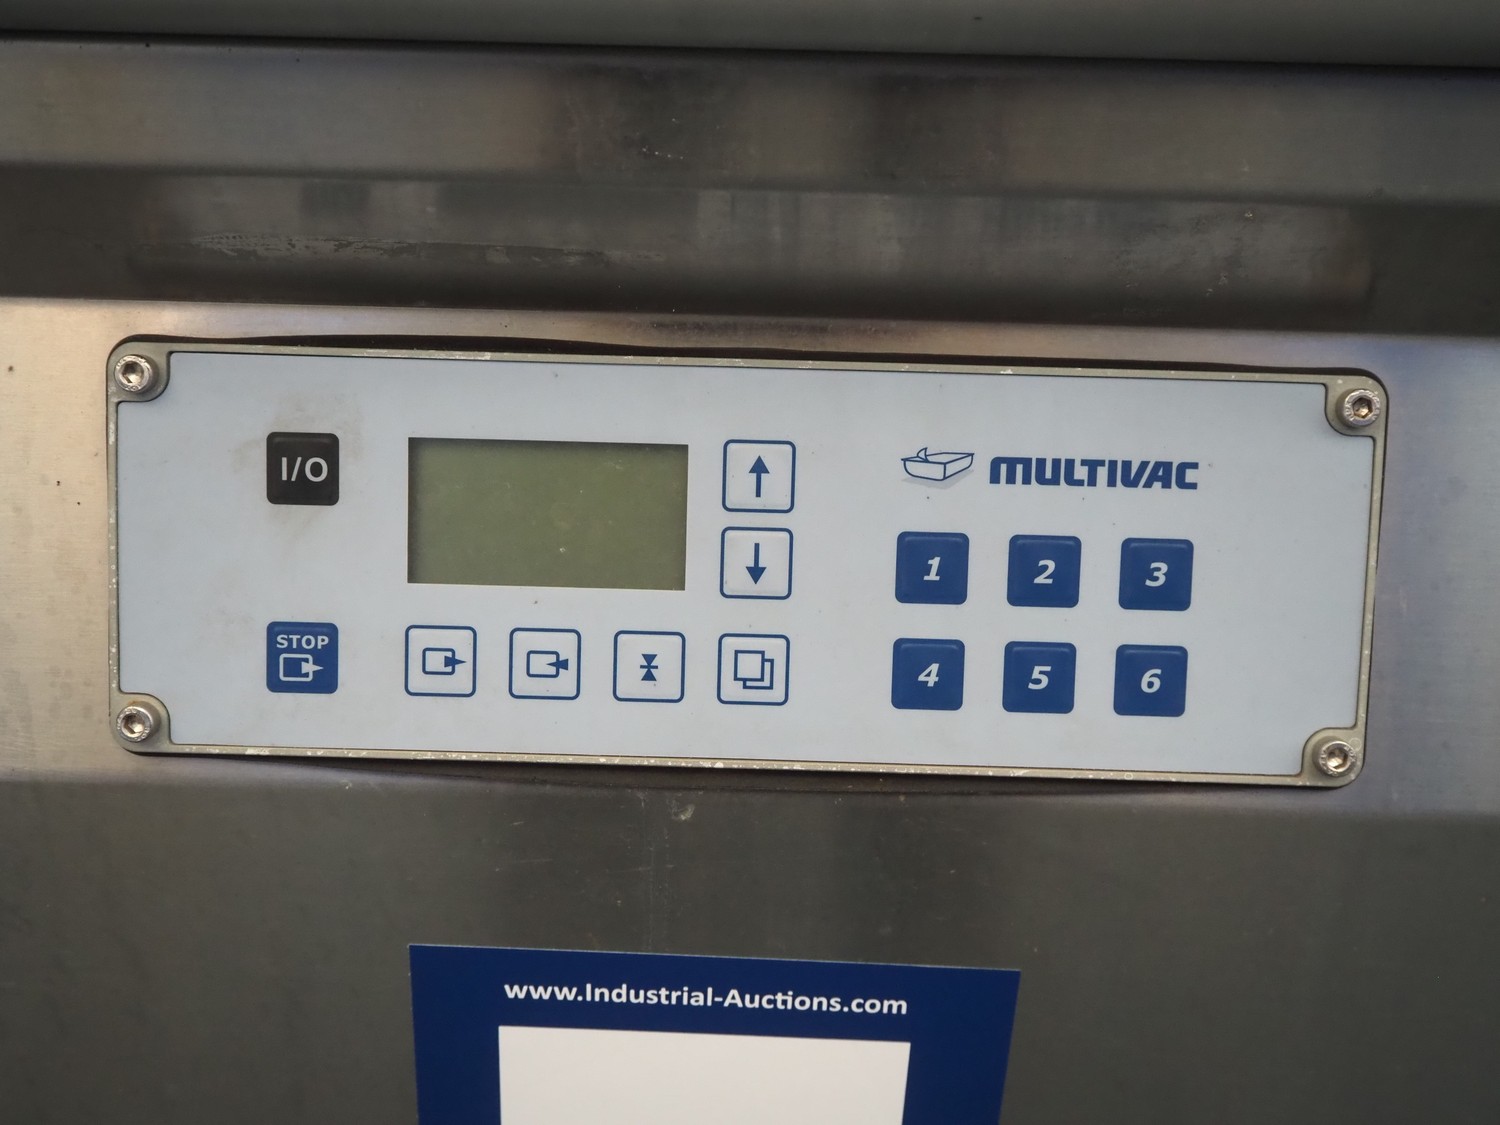 I/O
MULTIVAC
1 2 3
STOP
4 5 6
www.Industrial-Auctions.com